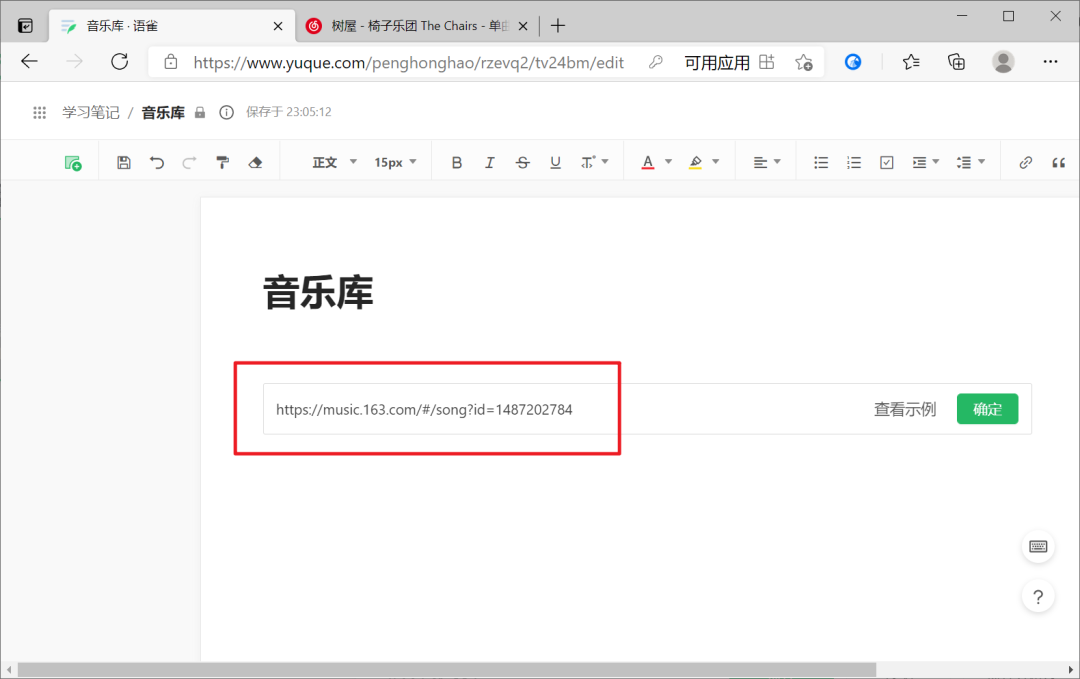 音乐库 · 语雀
树屋 - 椅子乐团 The Chairs - 单曲
https://www.yuque.com/penghonghao/rzevq2/tv24bm/edit
可用应用
学习笔记 / 音乐库
保存于 23:05:12
正文
15px
B I S U T
A
音乐库
https://music.163.com/#/song?id=1487202784
查看示例
确定
?